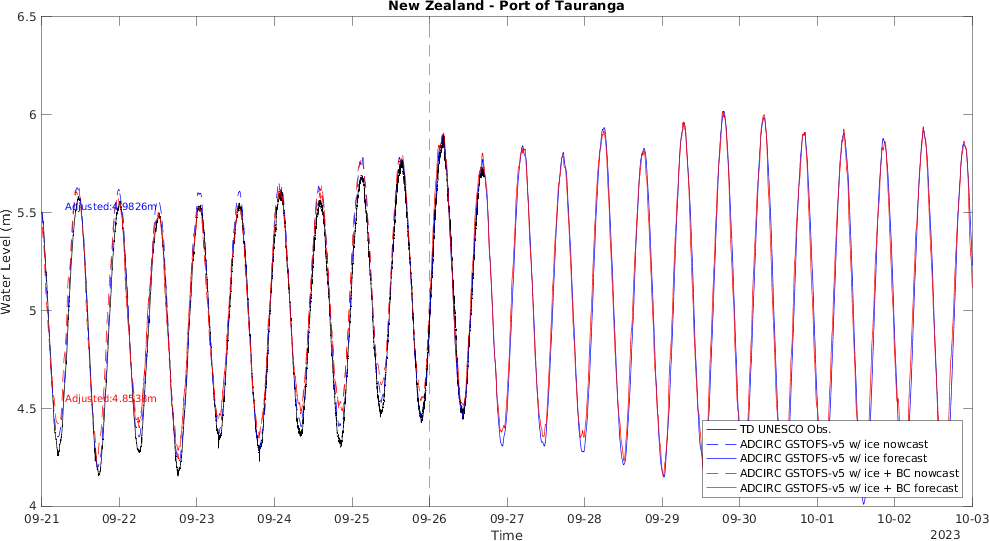 New Zealand - Port of Tauranga
6.5
6
5.5
5
4.5
4
Water Level (m)
Adjusted:4.9826m
Adjusted:4.8538m
TD UNESCO Obs.
ADCIRC GSTOFS-v5 w/ ice nowcast
ADCIRC GSTOFS-v5 w/ ice forecast
ADCIRC GSTOFS-v5 w/ ice + BC nowcast
ADCIRC GSTOFS-v5 w/ ice + BC forecast
09-21 09-22 09-23 09-24 09-25 09-26 09-27 09-28 09-29 09-30 10-01 10-02 10-03
Time
2023